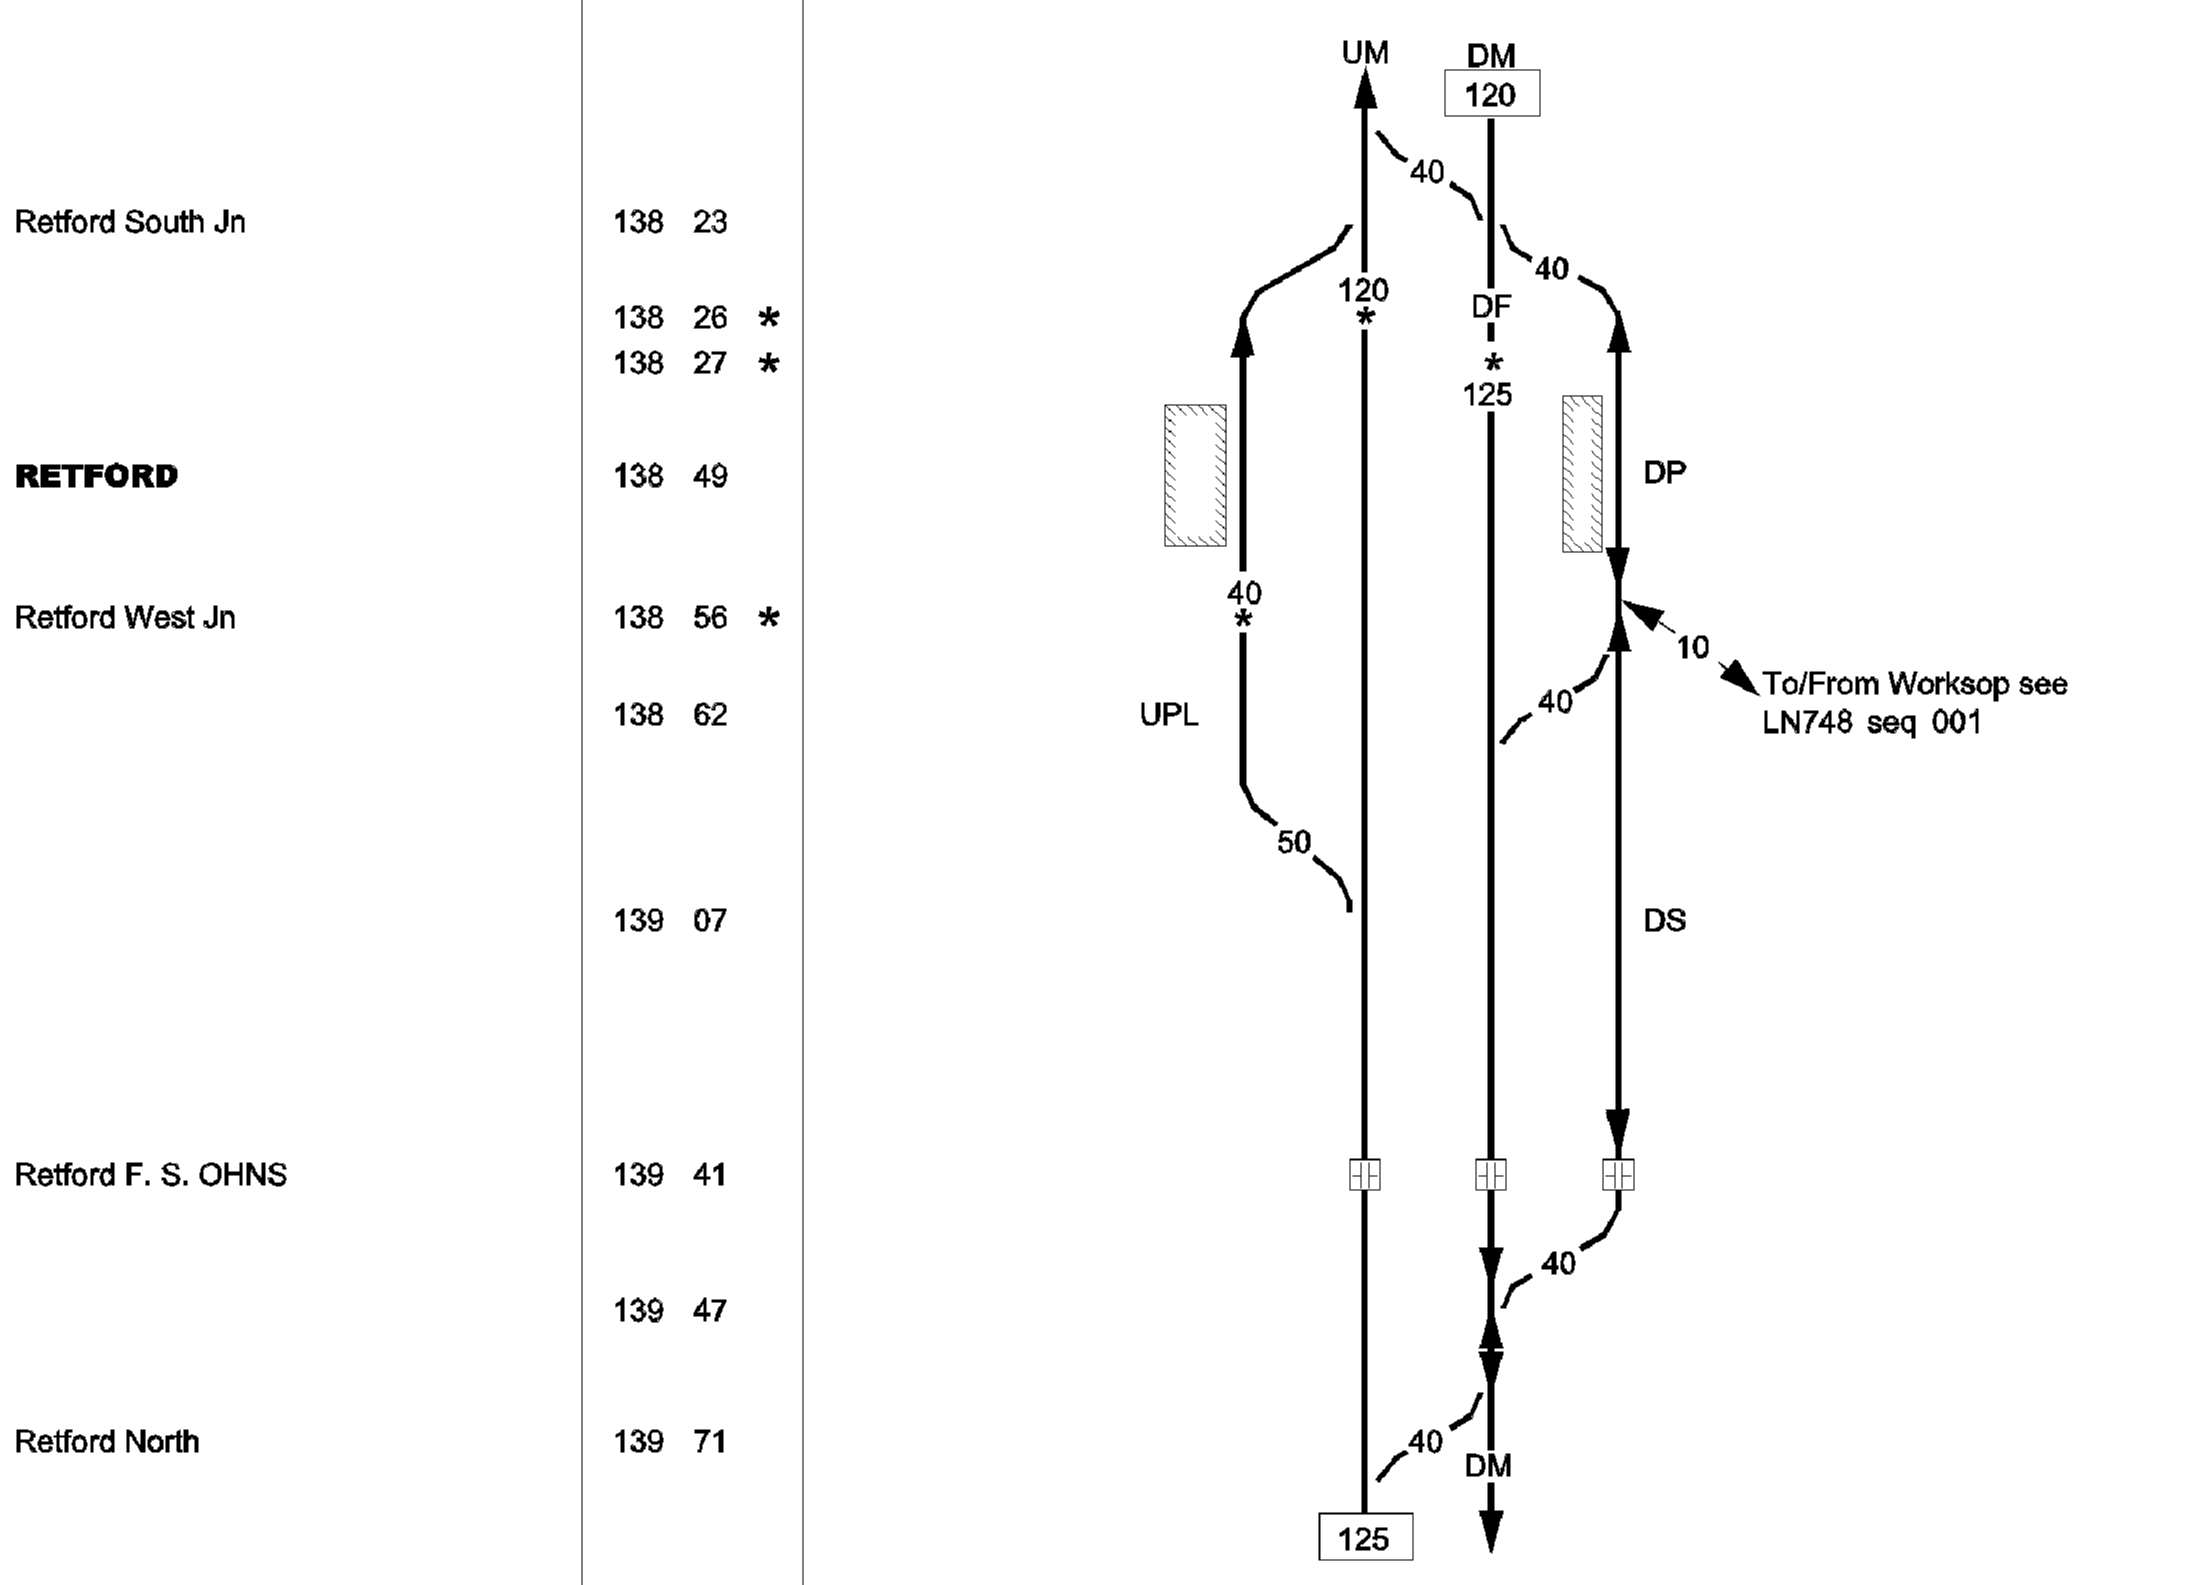 UM
DM
120
40
Retford South Jn 138 23
40
120
DF
138 26 *
*
138 27 *
*
125
RETFORD 138 49
DP
40
Retford West Jn 138 56 *
*
10
To/From Worksop see
LN748 seq 001
40
138 62
UPL
50
139 07
DS
Retford F. S. OHNS 139 41
40
139 47
Retford North 139 71
40
DM
125